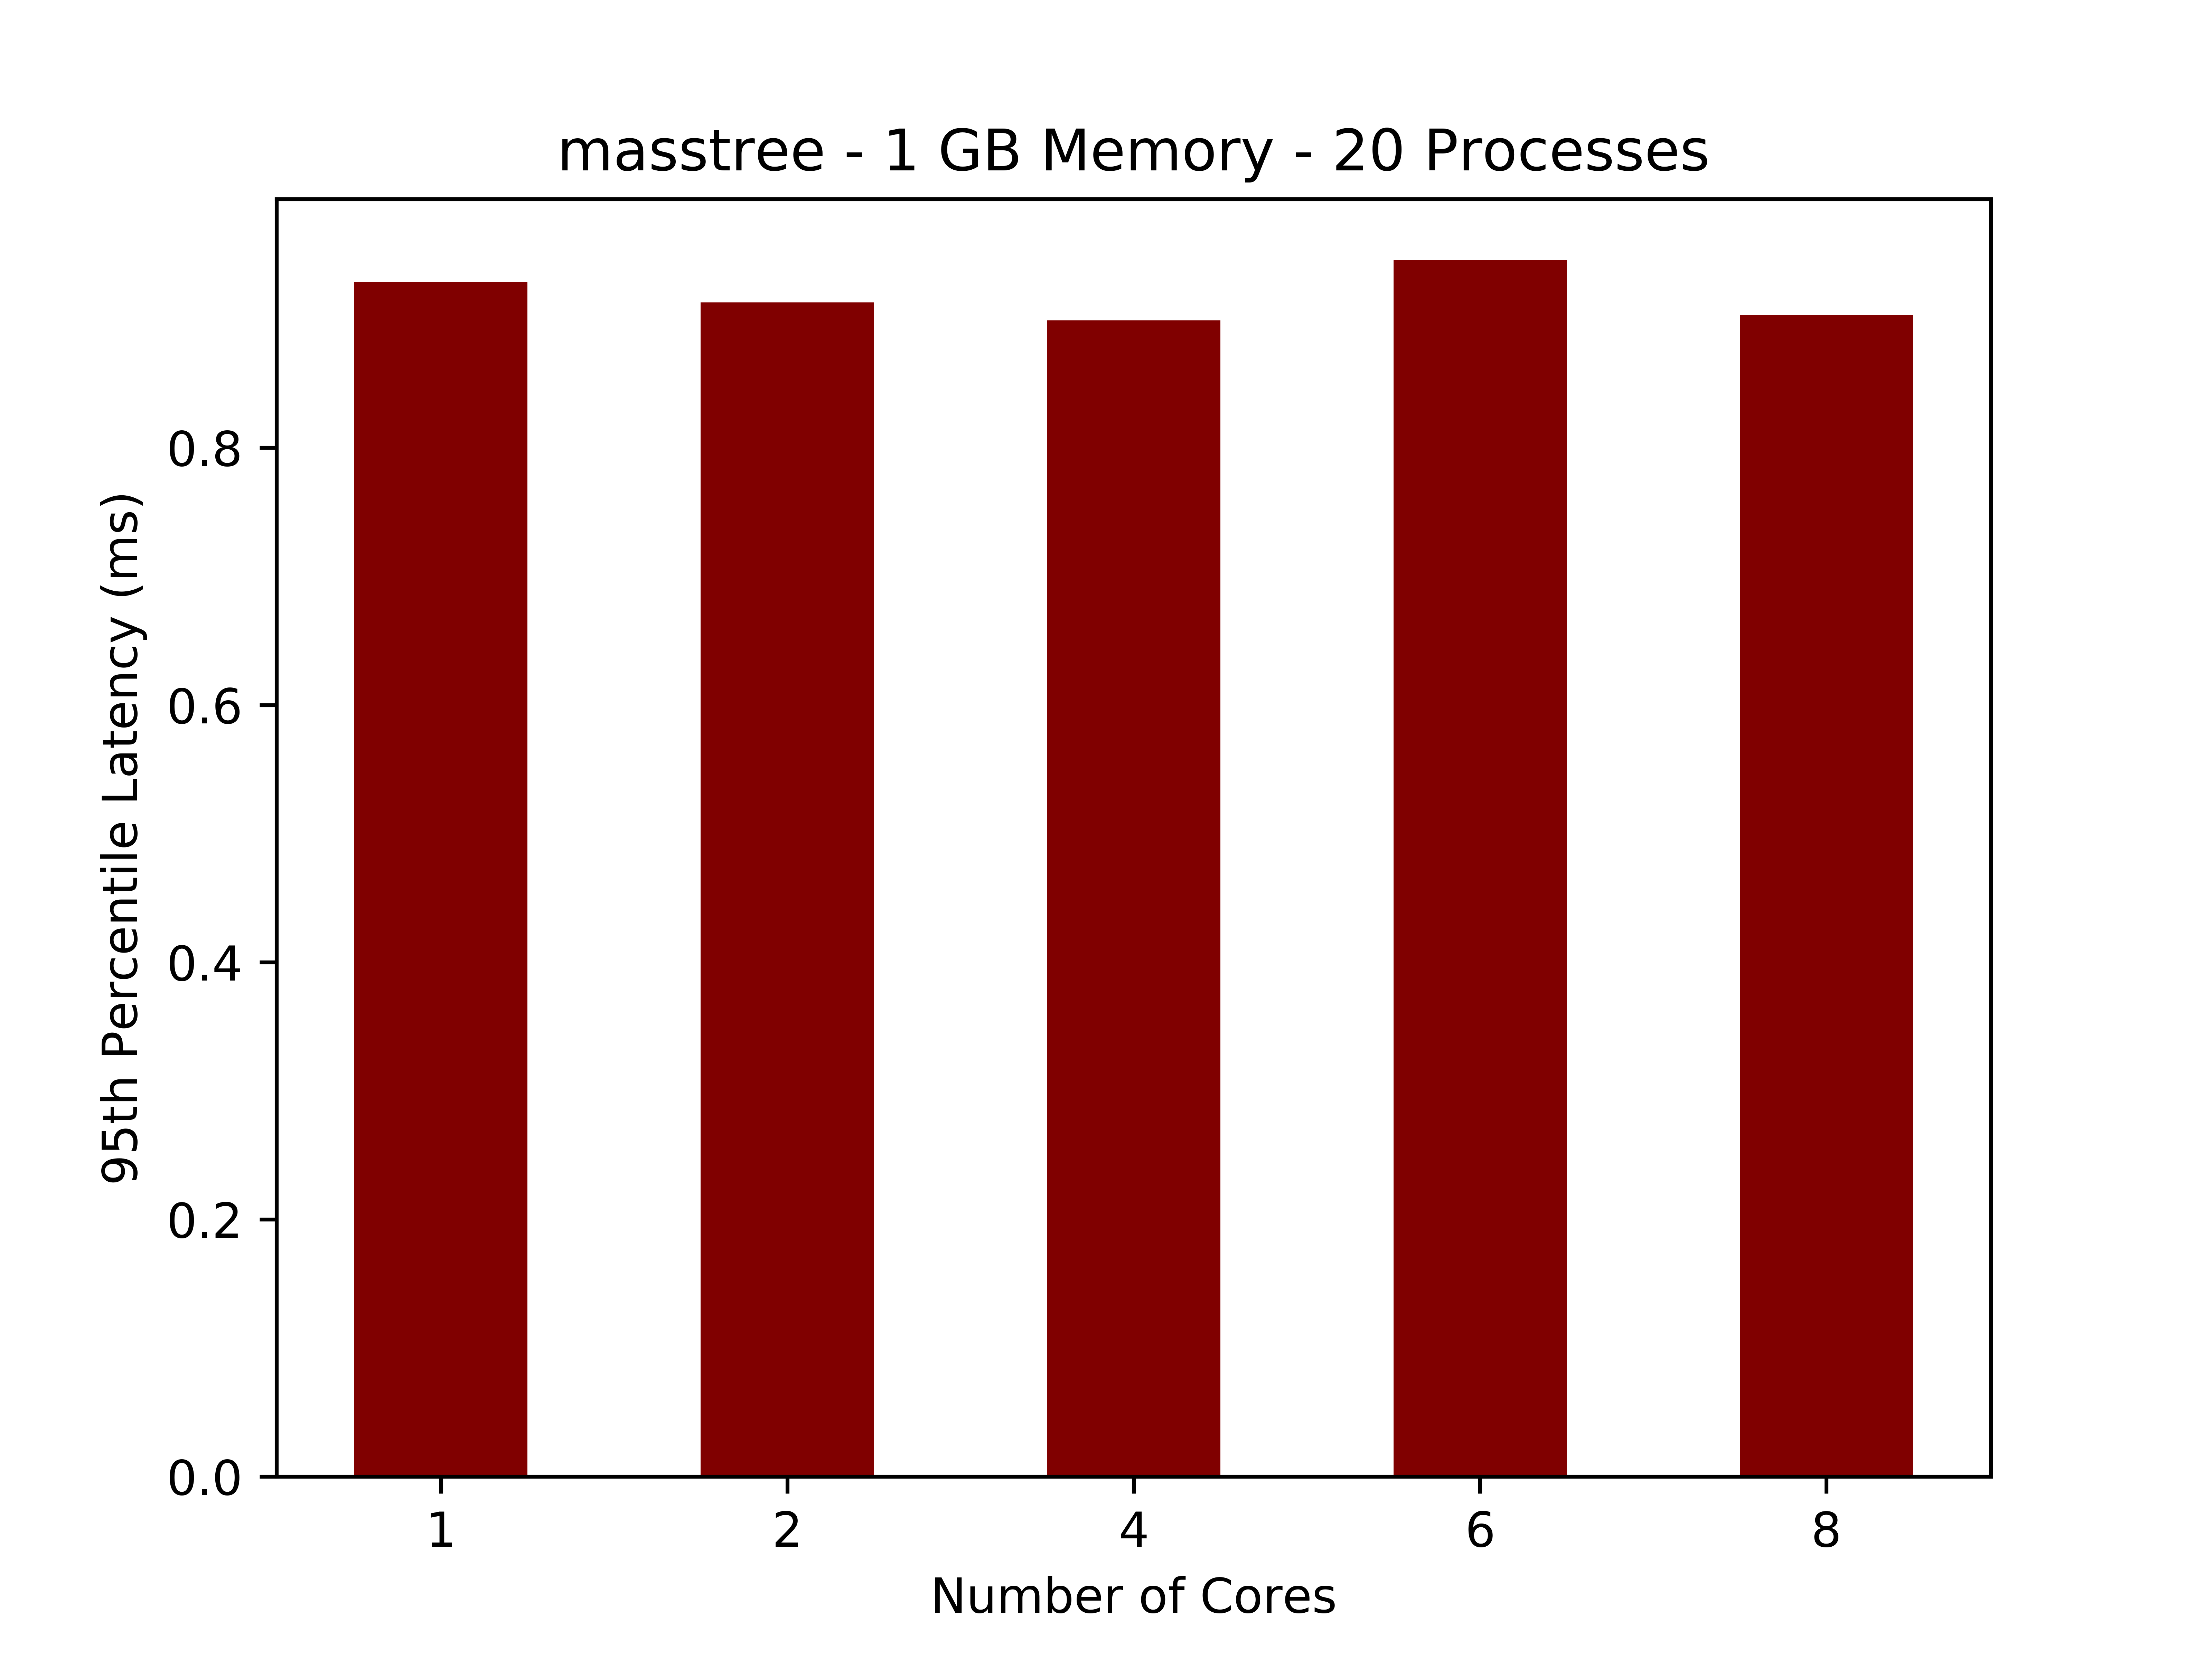 masstree - 1 GB Memory - 20 Processes
95th Percentile Latency (ms)
0.8
0.6
0.4
0.2
0.0
1 2 4 6 8
Number of Cores